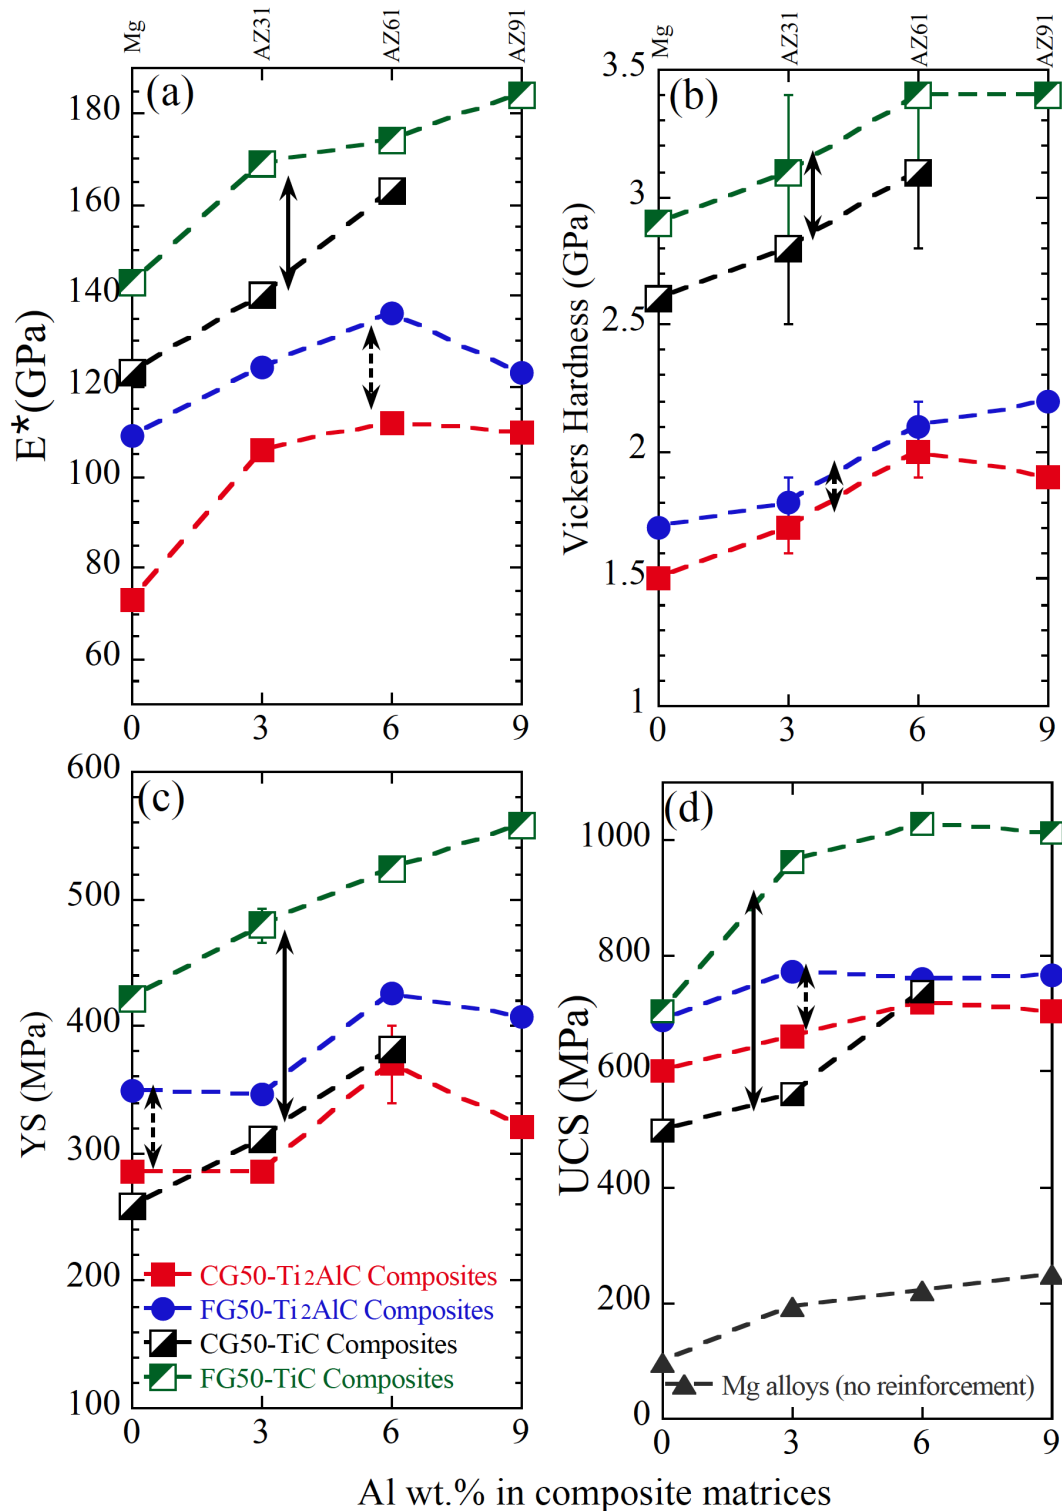 Mg AZ31 AZ61 AZ91
(a)
180
160
140
120
100
80
60
0 3 6 9
E*(GPa)
Mg AZ31 AZ61 AZ91
(b)
3.5
3
2.5
2
1.5
1
0 3 6 9
Vickers Hardness (GPa)
(c)
600
500
400
300
200
100
0 3 6 9
YS (MPa)
CG50-Ti2AlC Composites
FG50-Ti2AlC Composites
CG50-TiC Composites
FG50-TiC Composites
(d)
1000
800
600
400
200
0
0 3 6 9
UCS (MPa)
Mg alloys (no reinforcement)
Al wt.% in composite matrices